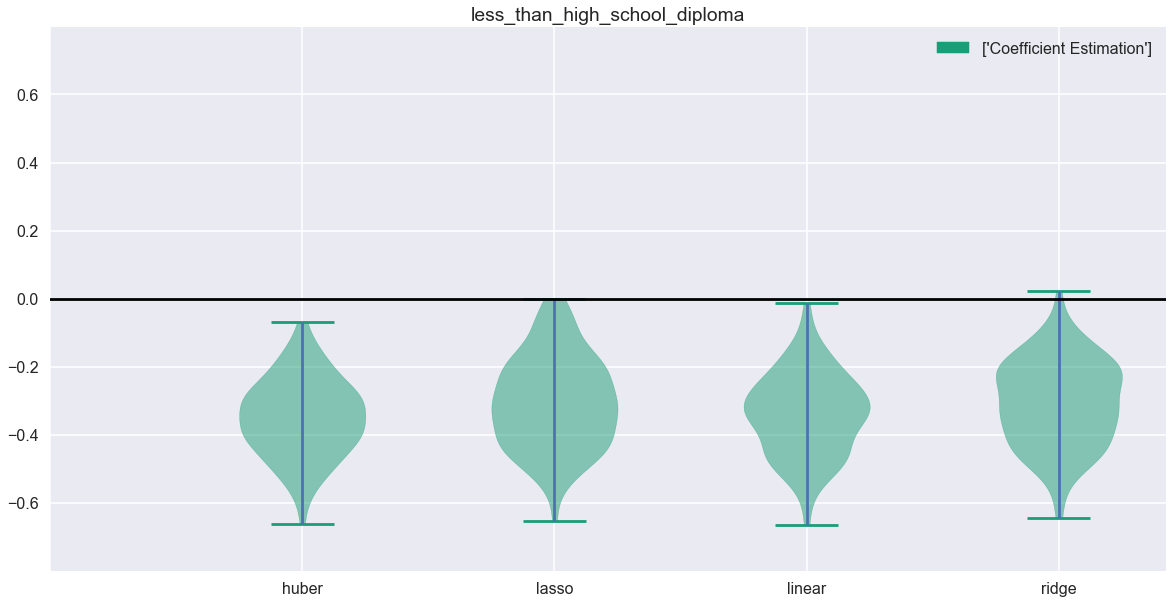 less_than_high_school_diploma
['Coefficient Estimation']
0.6
0.4
0.2
0.0
−0.2
−0.4
−0.6
huber lasso linear ridge